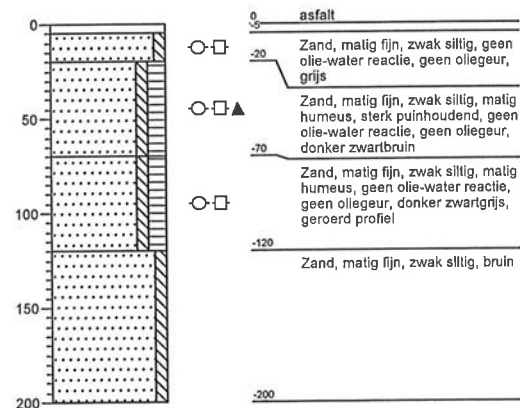 0
50
100
150
200
0 asfalt
-5
Zand, matig fijn, zwak siltig, geen
-20 olie-water reactie, geen oliegeur,
grijs
Zand, matig fijn, zwak siltig, matig
humeus, sterk puinhoudend, geen
olie-water reactie, geen oliegeur,
donker zwartbruin
-70
Zand, matig fijn, zwak siltig, matig
humeus, geen olie-water reactie,
geen oliegeur, donker zwartgrijs,
geroerd profiel
-120
Zand, matig fijn, zwak siltig, bruin
-200